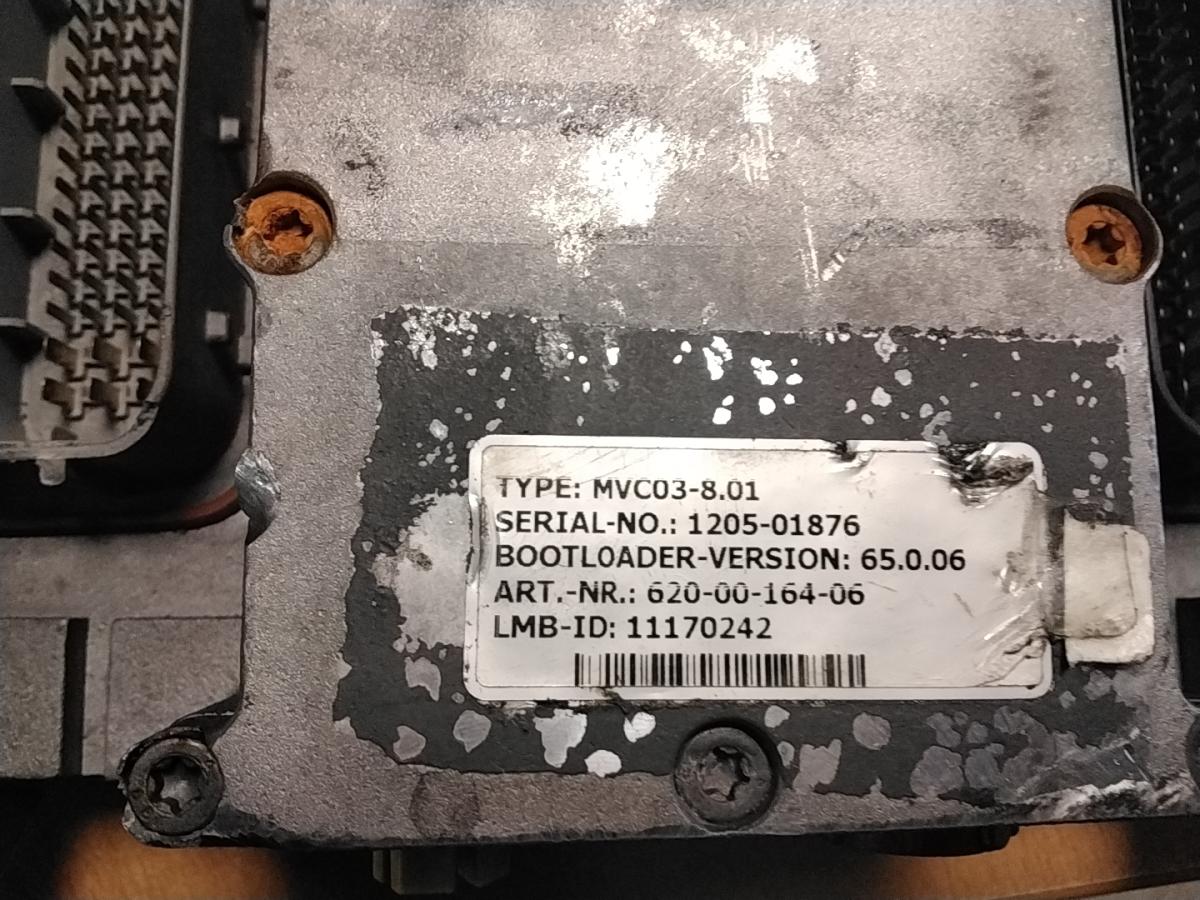 TYPE: MVC03-8.01
SERIAL-NO.: 1205-01876
BOOTLOADER-VERSION: 65.0.06
ART.-NR.: 620-00-164-06
LMB-ID: 11170242